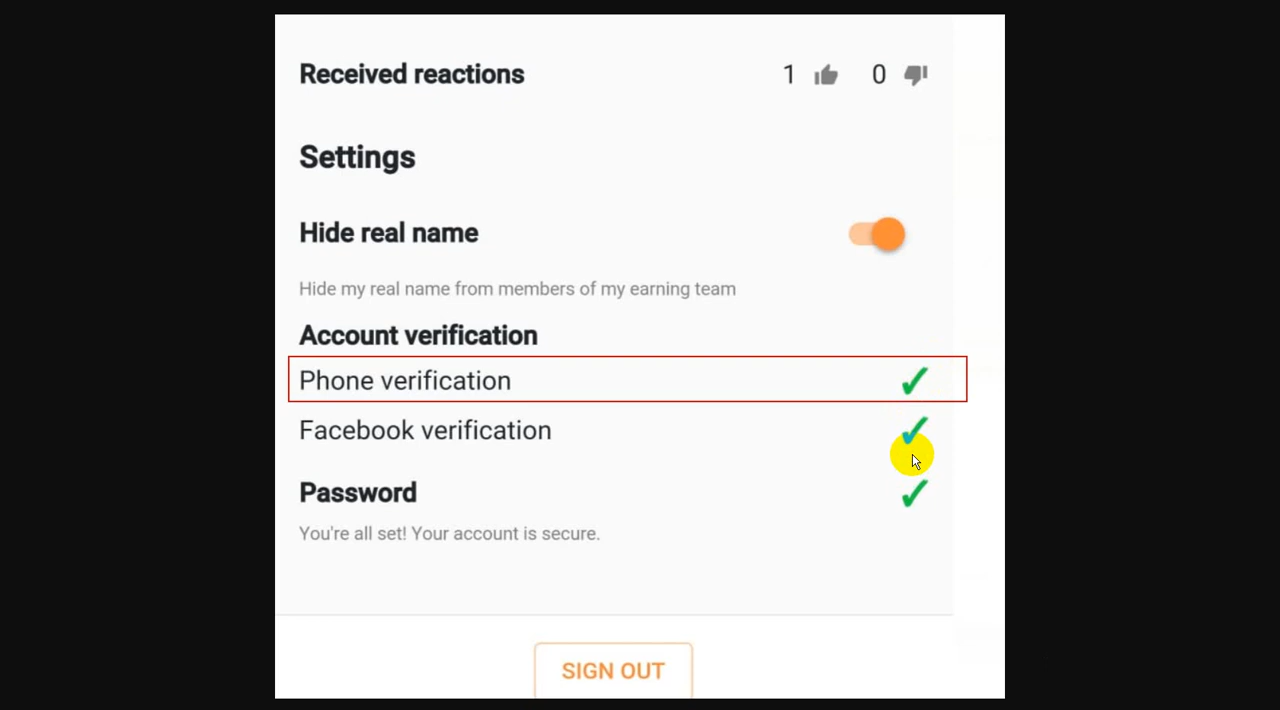 Received reactions 1 0
Settings
Hide real name
Hide my real name from members of my earning team
Account verification
Phone verification
Facebook verification
Password
You're all set! Your account is secure.
SIGN OUT